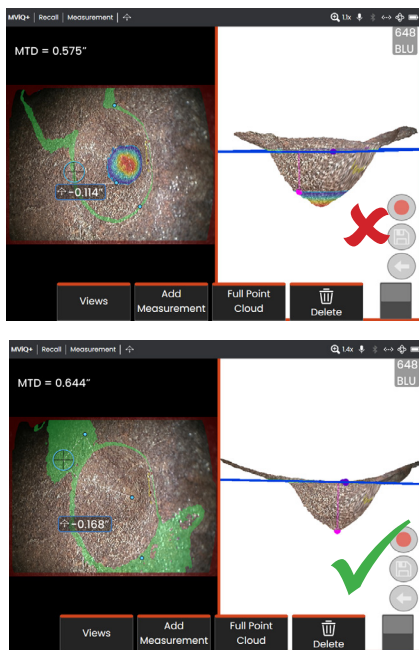 MViQ+ | Recall | Measurement |
1.1x
648
BLU
MTD = 0.575"
-0.114"
Views
Add
Measurement
Full Point
Cloud
Delete
MViQ+ | Recall | Measurement |
1.4x
648
BLU
MTD = 0.644"
-0.168"
Views
Add
Measurement
Full Point
Cloud
Delete